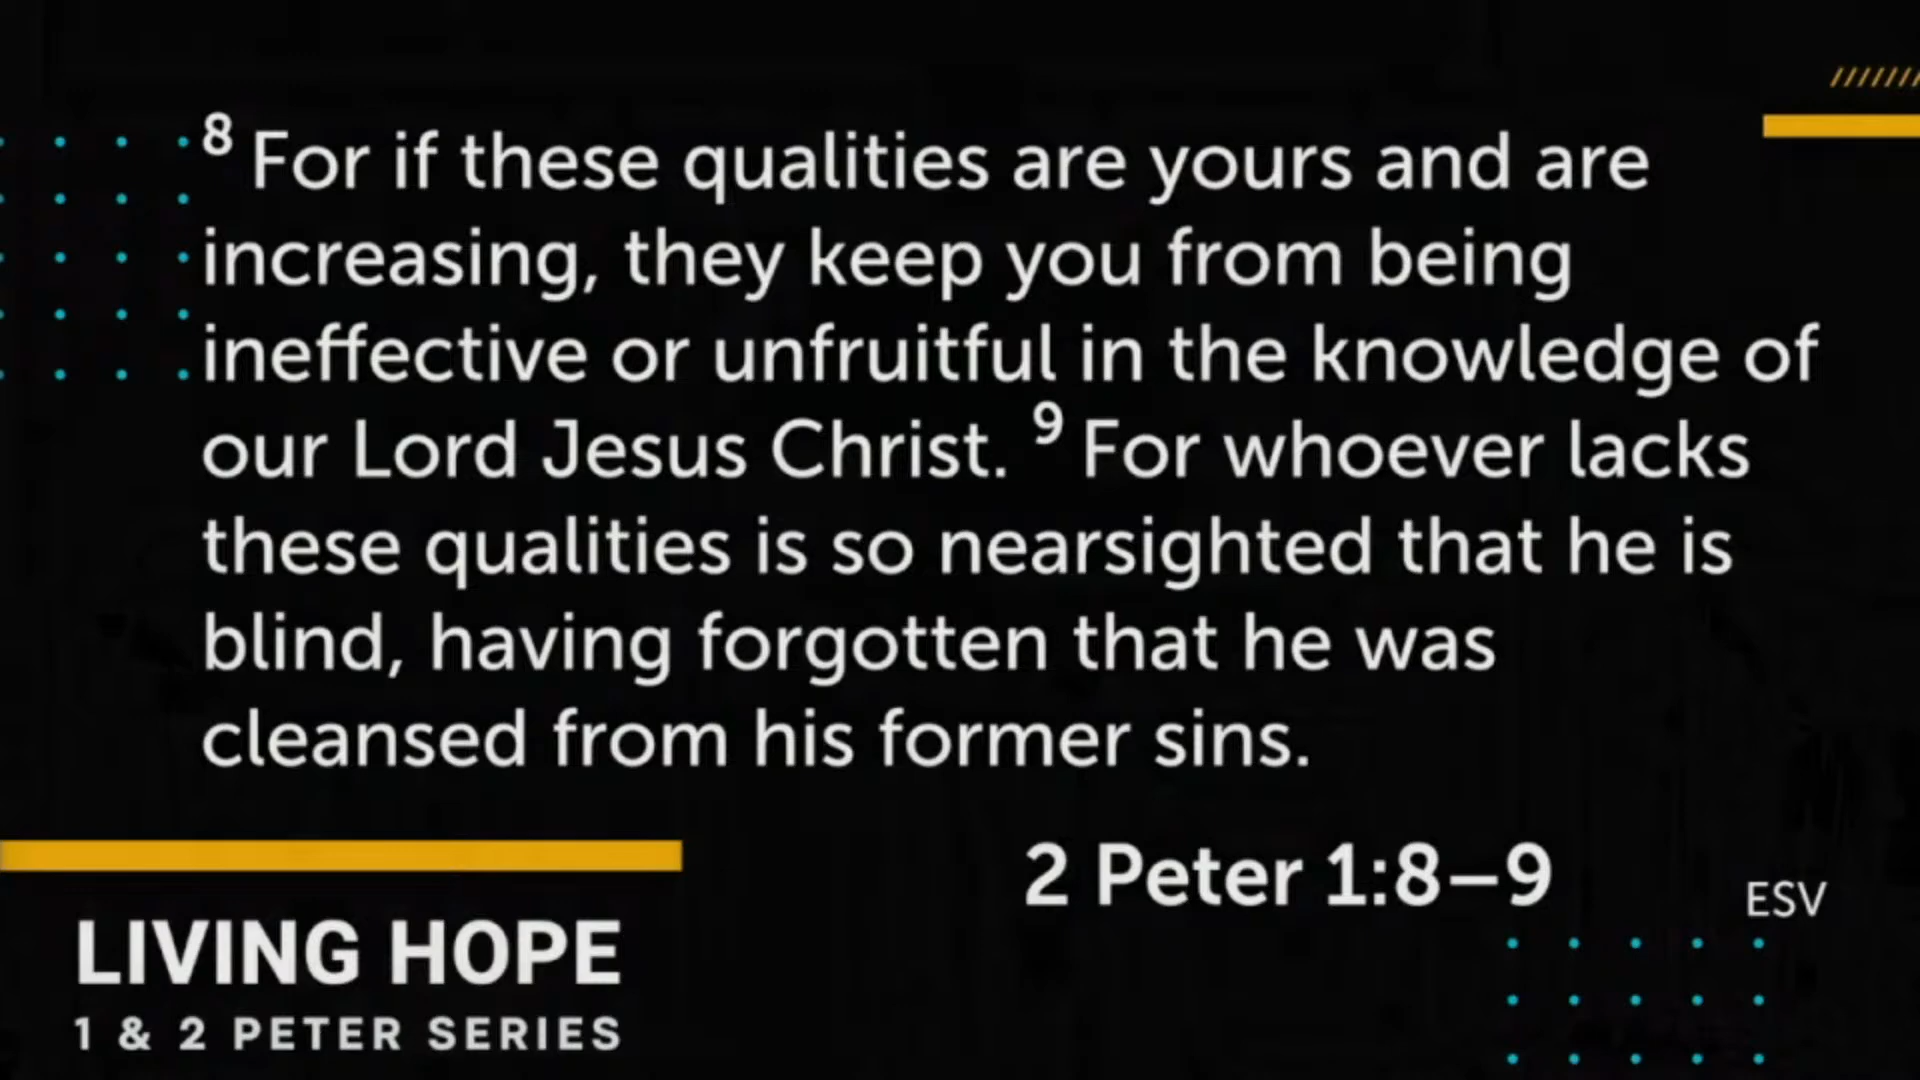 8 For if these qualities are yours and are
increasing, they keep you from being
ineffective or unfruitful in the knowledge of
our Lord Jesus Christ. 9 For whoever lacks
these qualities is so nearsighted that he is
blind, having forgotten that he was
cleansed from his former sins.
2 Peter 1:8–9
ESV
LIVING HOPE
1 & 2 PETER SERIES